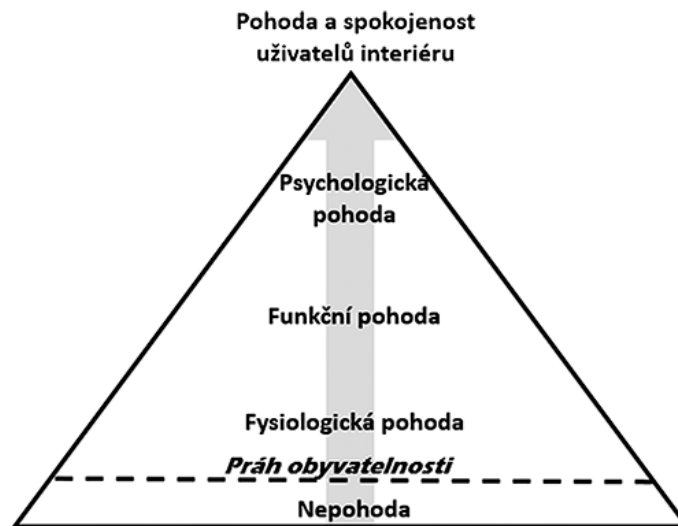 Pohoda a spokojenost
uživatelů interiéru
Psychologická
pohoda
Funkční pohoda
Fysiologická pohoda
Práh obyvatelnosti
Nepohoda